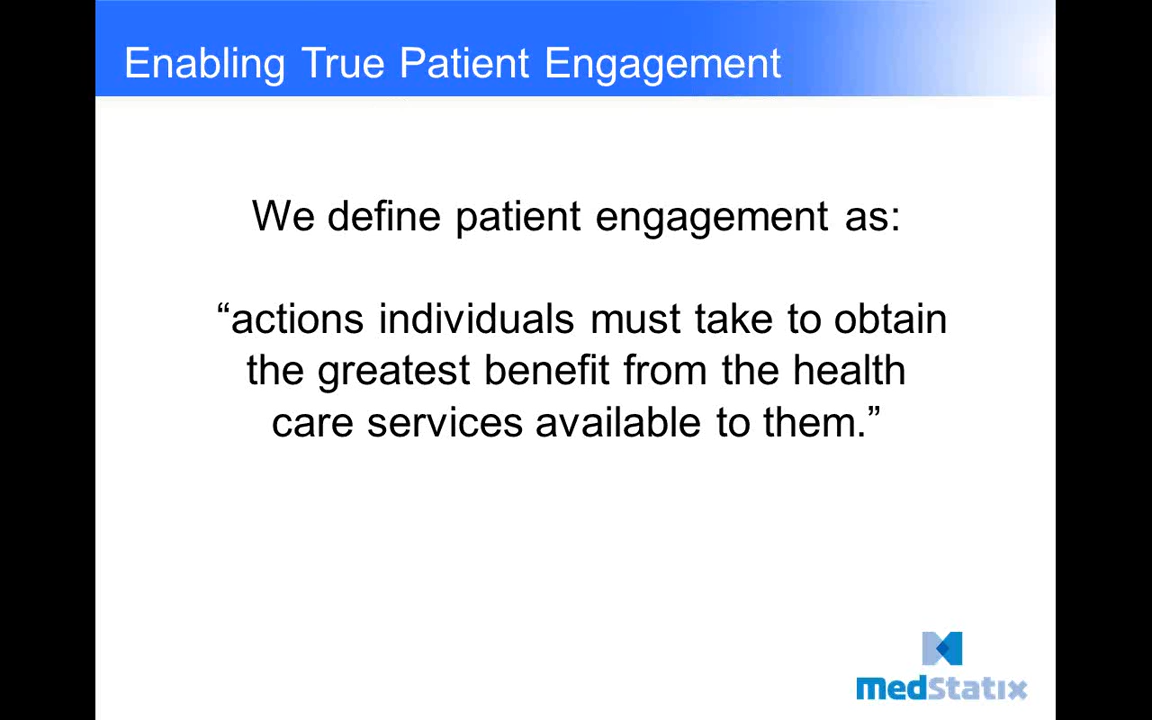 Enabling True Patient Engagement
We define patient engagement as:
“actions individuals must take to obtain
the greatest benefit from the health
care services available to them.”
medStatix